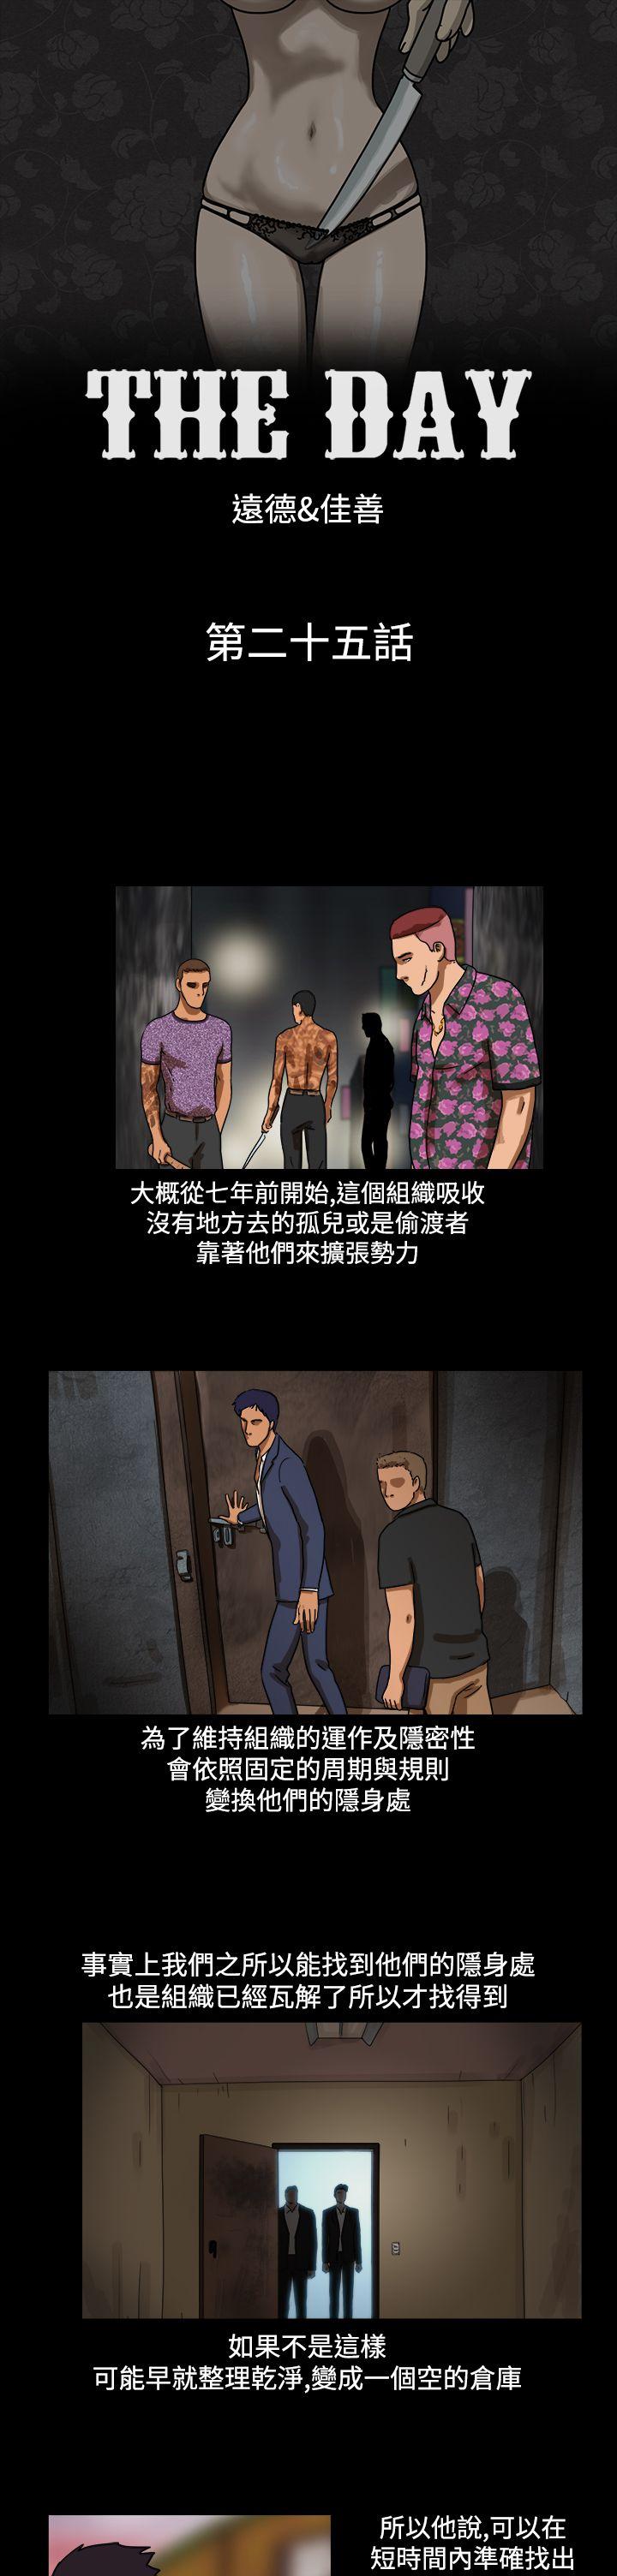 THE DAY
遠德&佳善
第二十五話
大概從七年前開始,這個組織吸收
沒有地方去的孤兒或是偷渡者
靠著他們來擴張勢力
為了維持組織的運作及隱密性
會依照固定的周期與規則
變換他們的隱身處
事實上我們之所以能找到他們的隱身處
也是組織已經瓦解了所以才找得到
如果不是這樣
可能早就整理乾淨,變成一個空的倉庫
所以他說,可以在
短時間內準確找出